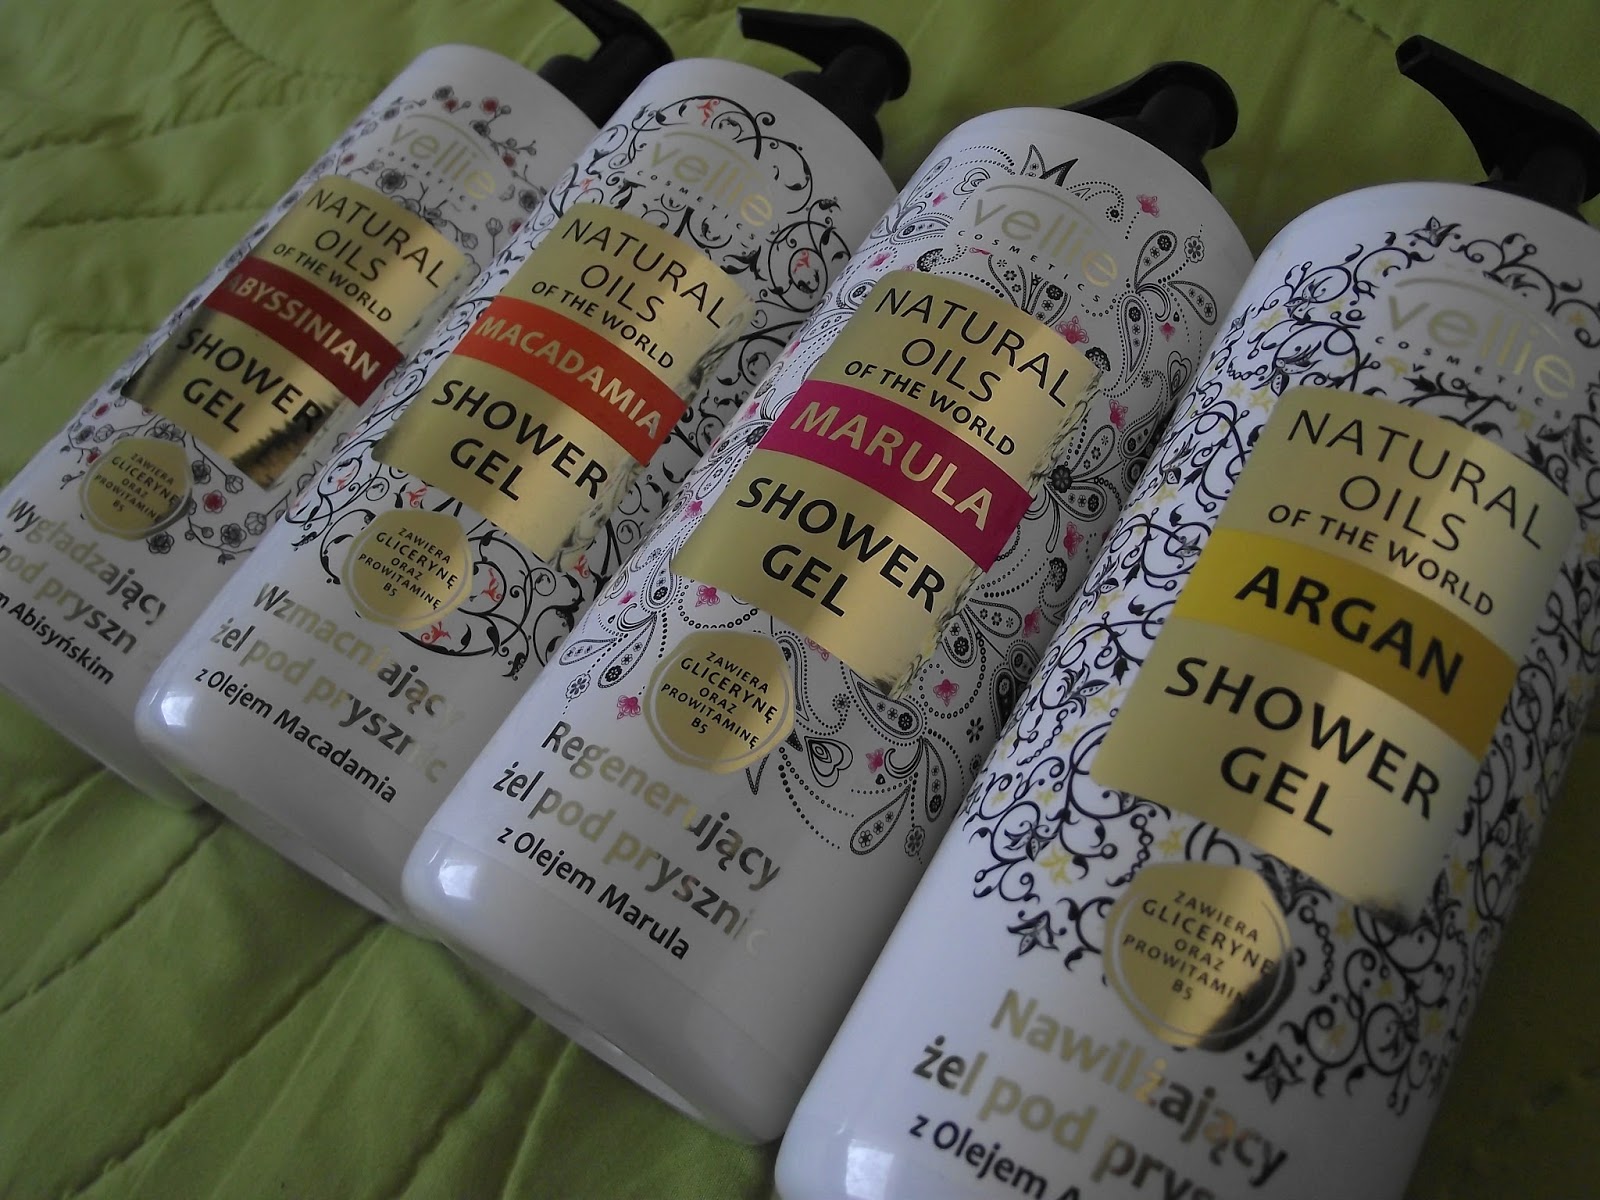 vellie
COSMETICS
NATURAL
OILS
OF THE WORLD
ABYSSINIAN
SHOWER
GEL
ZAWIERA
GLICERYNĘ
ORAZ
PROWITAMINĘ
B5
Wygładzający
pod pryszn
Abisyńskim
vellie
COSMETICS
NATURAL
OILS
OF THE WORLD
MACADAMIA
SHOWER
GEL
ZAWIERA
GLICERYNĘ
ORAZ
PROWITAMINĘ
B5
Wzmacniający
żel pod prysznic
z Olejem Macadamia
vellie
COSMETICS
NATURAL
OILS
OF THE WORLD
MARULA
SHOWER
GEL
ZAWIERA
GLICERYNĘ
ORAZ
PROWITAMINĘ
B5
Regenerujący
żel pod prysznic
z Olejem Marula
vellie
COSMETICS
NATURAL
OILS
OF THE WORLD
ARGAN
SHOWER
GEL
ZAWIERA
GLICERYNĘ
ORAZ
PROWITAMIN
B5
Nawilżający
żel pod prys
z Olejem A